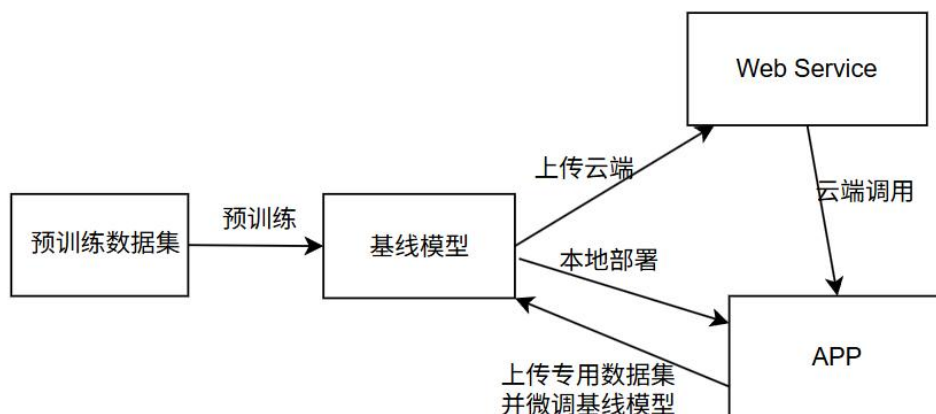 Web Service
上传云端
云端调用
预训练
预训练数据集
基线模型
本地部署
APP
上传专用数据集
并微调基线模型